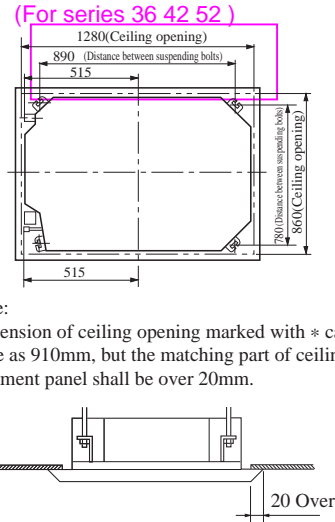 (For series 36 42 52 )
1280(Ceiling opening)
890 (Distance between suspending bolts)
515
780(Distance between suspending bolts)
860(Ceiling opening)
515
e:
ension of ceiling opening marked with * ca
e as 910mm, but the matching part of ceilin
ment panel shall be over 20mm.
20 Over